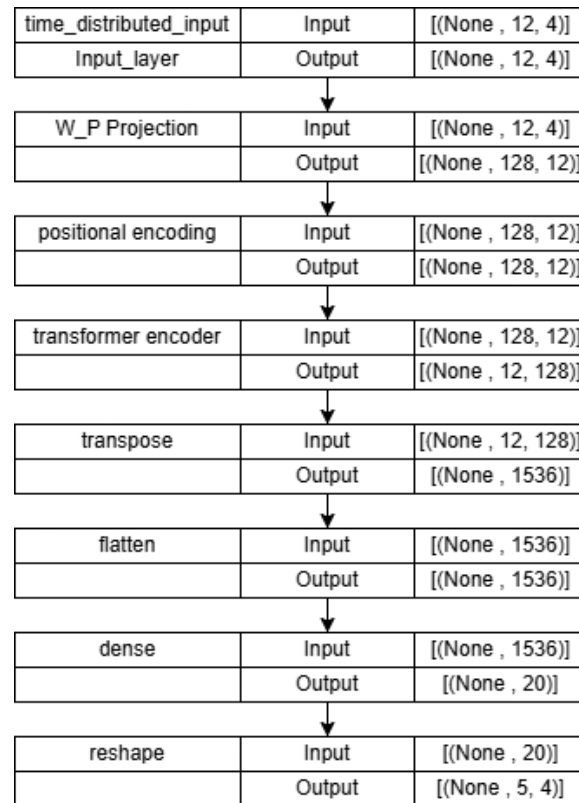 time_distributed_input Input [(None , 12, 4)]
Input_layer Output [(None , 12, 4)]
W_P Projection Input [(None , 12, 4)]
Output [(None , 128, 12)]
positional encoding Input [(None , 128, 12)]
Output [(None , 128, 12)]
transformer encoder Input [(None , 128, 12)]
Output [(None , 12, 128)]
transpose Input [(None , 12, 128)]
Output [(None , 1536)]
flatten Input [(None , 1536)]
Output [(None , 1536)]
dense Input [(None , 1536)]
Output [(None , 20)]
reshape Input [(None , 20)]
Output [(None , 5, 4)]